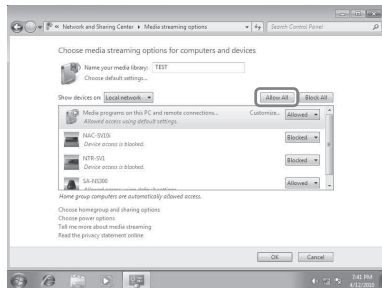 « Network and Sharing Center ▸ Media streaming options
Search Control Panel
Choose media streaming options for computers and devices
Name your media library: TEST
Choose default settings...
Show devices on: Local network
Allow All
Block All
Media programs on this PC and remote connections...
Customize...
Allowed
Allowed access using default settings.
NAC-SV10i
Device access is blocked.
Blocked
NTR-SV1
Device access is blocked.
Blocked
SA-NS300
Allowed access using default settings.
Allowed
Home group computers are automatically allowed access.
Choose homegroup and sharing options
Choose power options
Tell me more about media streaming
Read the privacy statement online
OK
Cancel
7:41 PM
4/12/2010